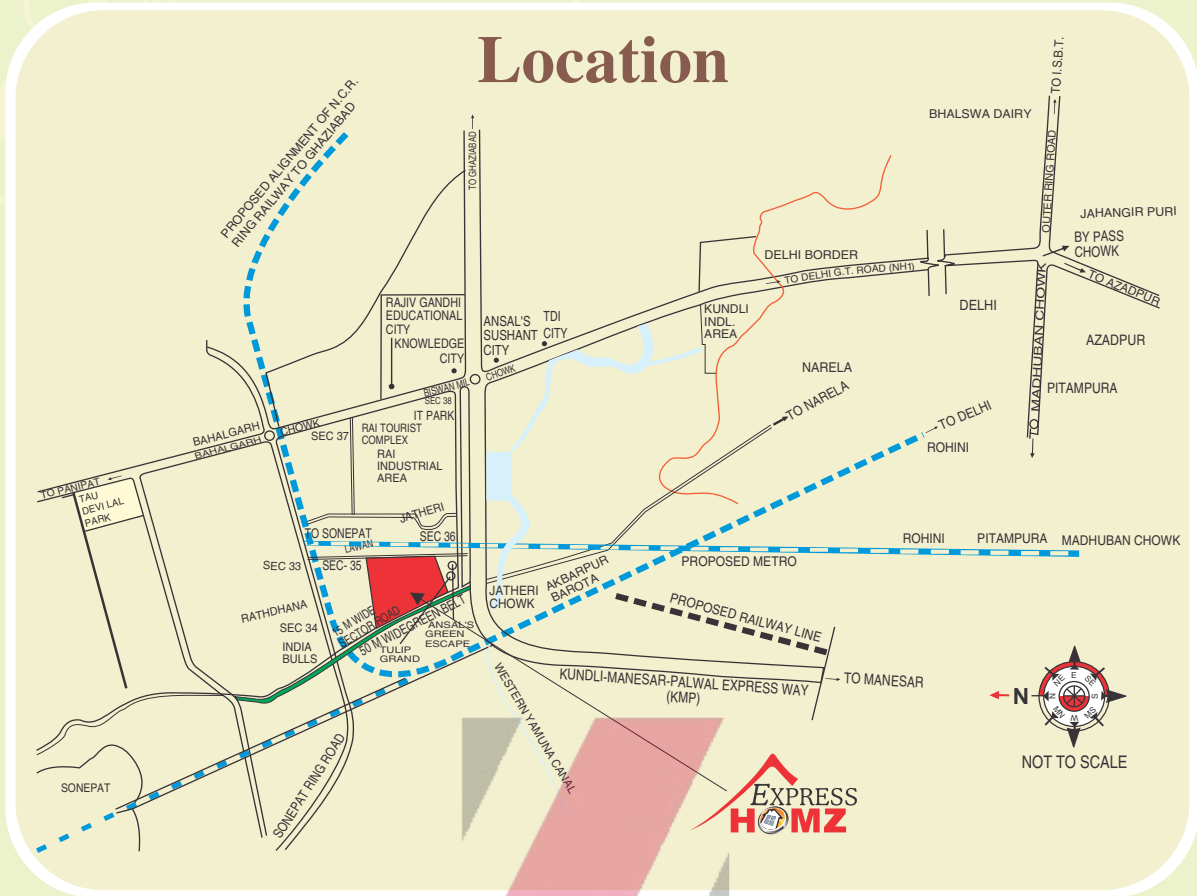 Location
PROPOSED ALIGNMENT OF N.C.R.
RING RAILWAY TO GHAZIABAD
TO GHAZIABAD
BHALSWA DAIRY
TO I.S.B.T.
OUTER RING ROAD
JAHANGIR PURI
BY PASS
CHOWK
TO AZADPUR
DELHI BORDER
TO DELHI G.T. ROAD (NH1)
DELHI
AZADPUR
TO MADHUBAN CHOWK
PITAMPURA
RAJIV GANDHI
EDUCATIONAL
CITY
KNOWLEDGE
CITY
ANSAL'S
SUSHANT
CITY
TDI
CITY
KUNDLI
INDL.
AREA
NARELA
TO NARELA
BISWAN MIL
CHOWK
SEC 38
IT PARK
BAHALGARH
CHOWK
BAHALGARH
SEC 37
RAI TOURIST
COMPLEX
RAI
INDUSTRIAL
AREA
TO DELHI
ROHINI
TO PANIPAT
TAU
DEVI LAL
PARK
JATHERI
TO SONEPAT
LAWAN
SEC 36
ROHINI
PITAMPURA
MADHUBAN CHOWK
SEC 33
SEC- 35
PROPOSED METRO
JATHERI
CHOWK
AKBARPUR
BAROTA
PROPOSED RAILWAY LINE
RATHDHANA
SEC 34
INDIA
BULLS
75 M WIDE
SECTOR ROAD
50 M WIDEGREEN BELT
ANSAL'S
GREEN
ESCAPE
TULIP
GRAND
KUNDLI-MANESAR-PALWAL EXPRESS WAY
(KMP)
TO MANESAR
WESTERN YAMUNA CANAL
SONEPAT
SONEPAT RING ROAD
N
E
SE
S
MS
W
MN
N
NE
NOT TO SCALE
EXPRESS
HOMZ